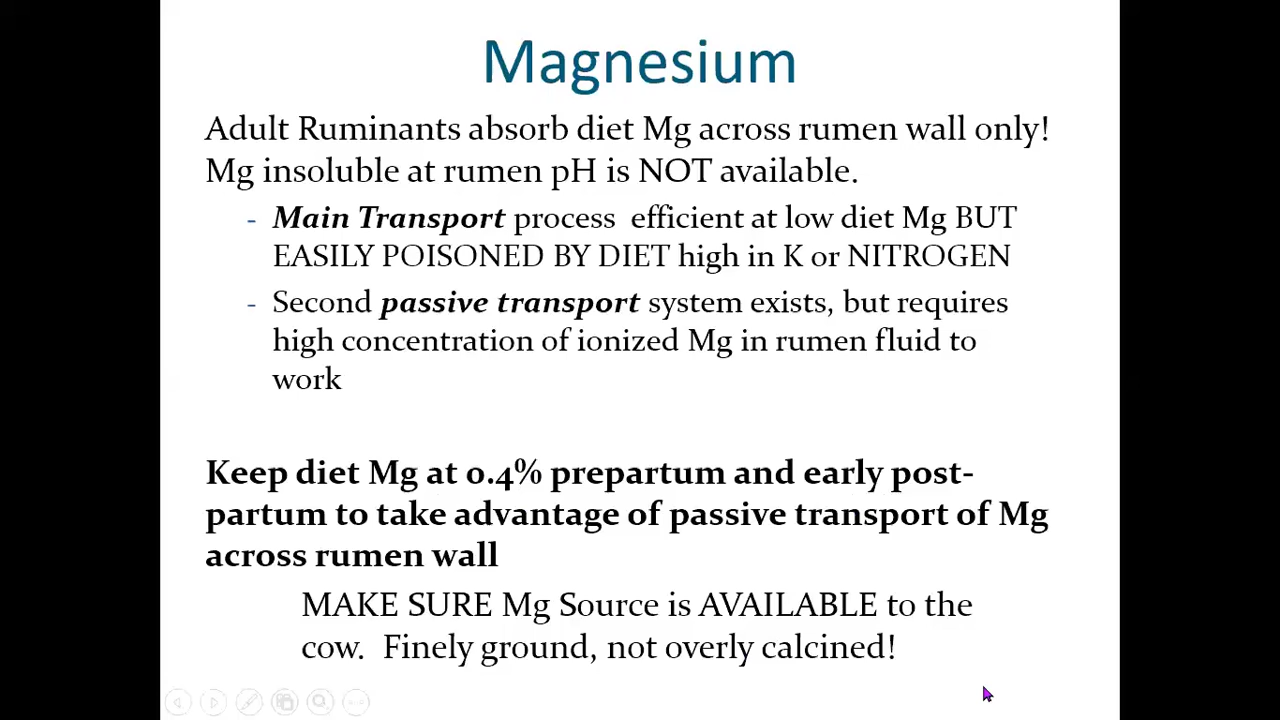 Magnesium
Adult Ruminants absorb diet Mg across rumen wall only!
Mg insoluble at rumen pH is NOT available.
- Main Transport process efficient at low diet Mg BUT
EASILY POISONED BY DIET high in K or NITROGEN
- Second passive transport system exists, but requires
high concentration of ionized Mg in rumen fluid to
work
Keep diet Mg at 0.4% prepartum and early post-
partum to take advantage of passive transport of Mg
across rumen wall
MAKE SURE Mg Source is AVAILABLE to the
cow. Finely ground, not overly calcined!